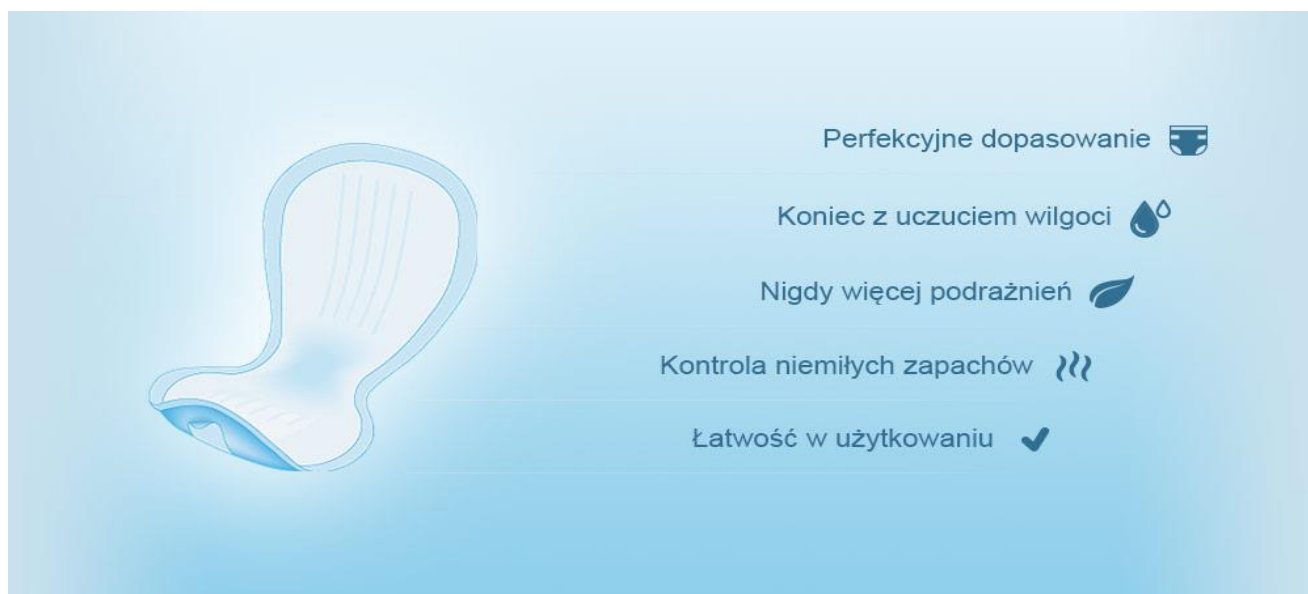 Perfekcyjne dopasowanie
Koniec z uczuciem wilgoci
Nigdy więcej podrażnień
Kontrola niemiłych zapachów
Łatwość w użytkowaniu